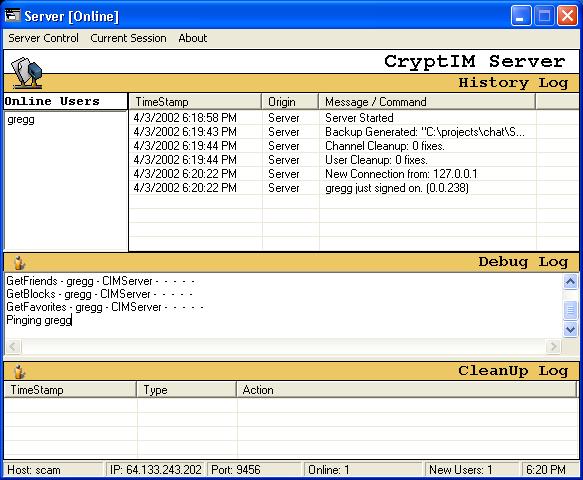 Server [Online]
Server Control Current Session About
CryptIM Server
History Log
Online Users
gregg
TimeStamp Origin Message / Command
4/3/2002 6:18:58 PM Server Server Started
4/3/2002 6:19:43 PM Server Backup Generated: "C:\projects\chat\S...
4/3/2002 6:19:44 PM Server Channel Cleanup: 0 fixes.
4/3/2002 6:19:44 PM Server User Cleanup: 0 fixes.
4/3/2002 6:20:22 PM Server New Connection from: 127.0.0.1
4/3/2002 6:20:22 PM Server gregg just signed on. (0.0.238)
Debug Log
GetFriends - gregg - CIMServer - - - - -
GetBlocks - gregg - CIMServer - - - - -
GetFavorites - gregg - CIMServer - - - - -
Pinging gregg
CleanUp Log
TimeStamp Type Action
Host: scam IP: 64.133.243.202 Port: 9456 Online: 1 New Users: 1 6:20 PM